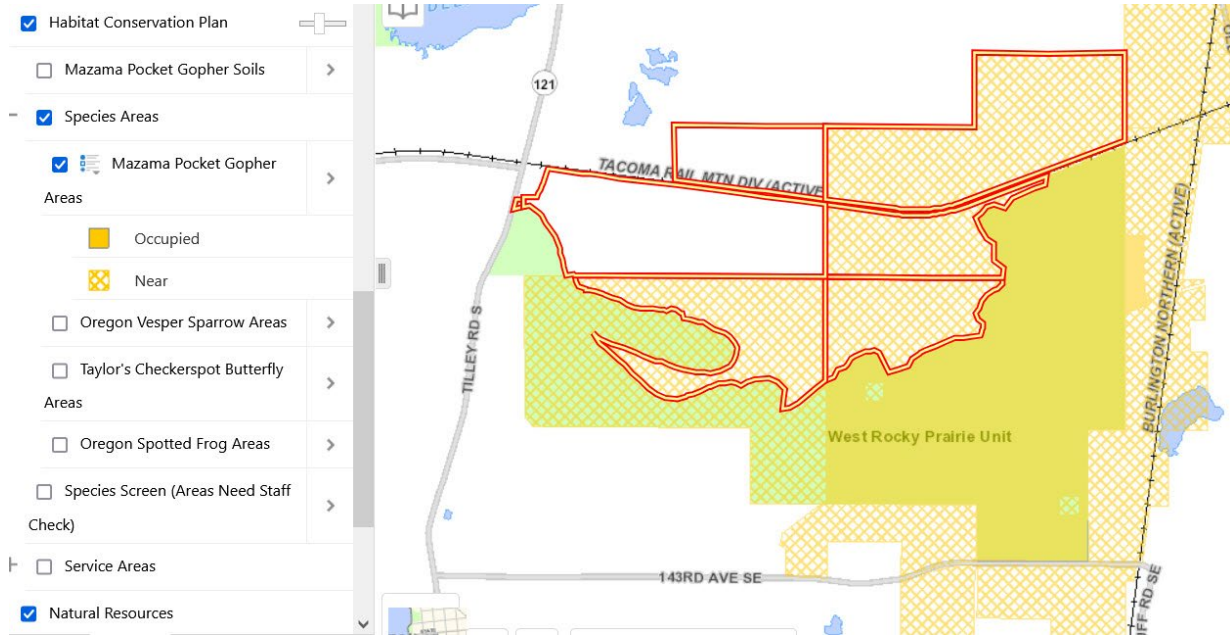 Habitat Conservation Plan
Mazama Pocket Gopher Soils
Species Areas
Mazama Pocket Gopher
Areas
Occupied
Near
Oregon Vesper Sparrow Areas
Taylor's Checkerspot Butterfly
Areas
Oregon Spotted Frog Areas
Species Screen (Areas Need Staff
Check)
Service Areas
Natural Resources
121
TACOMA RAIL MTN DIV (ACTIVE
TILLEY RD S
BURLINGTON NORTHERN (ACTIVE)
West Rocky Prairie Unit
143RD AVE SE
RD SE